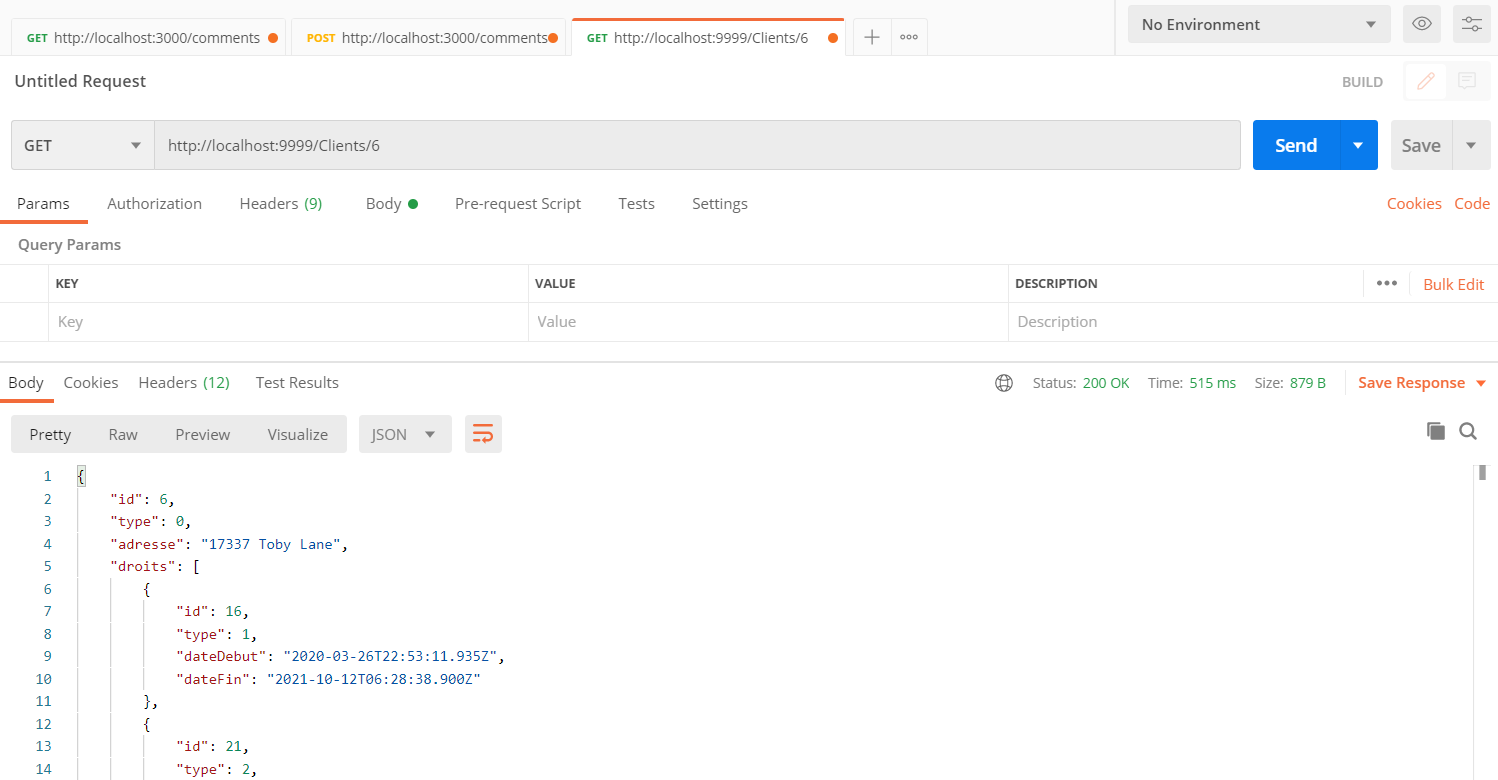 GET http://localhost:3000/comments POST http://localhost:3000/comments GET http://localhost:9999/Clients/6 No Environment
Untitled Request BUILD
GET http://localhost:9999/Clients/6 Send Save
Params Authorization Headers (9) Body Pre-request Script Tests Settings Cookies Code
Query Params
KEY VALUE DESCRIPTION Bulk Edit
Key Value Description
Body Cookies Headers (12) Test Results Status: 200 OK Time: 515 ms Size: 879 B Save Response
Pretty Raw Preview Visualize JSON
1 {
2 "id": 6,
3 "type": 0,
4 "adresse": "17337 Toby Lane",
5 "droits": [
6 {
7 "id": 16,
8 "type": 1,
9 "dateDebut": "2020-03-26T22:53:11.935Z",
10 "dateFin": "2021-10-12T06:28:38.900Z"
11 },
12 {
13 "id": 21,
14 "type": 2,